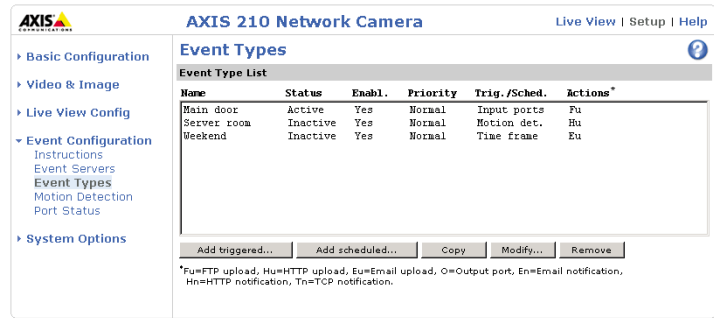 AXIS
COMMUNICATIONS
AXIS 210 Network Camera
Live View | Setup | Help
Basic Configuration
Video & Image
Live View Config
Event Configuration
Instructions
Event Servers
Event Types
Motion Detection
Port Status
System Options
Event Types
?
Event Type List
Name Status Enabl. Priority Trig./Sched. Actions*
Main door Active Yes Normal Input ports Fu
Server room Inactive Yes Normal Motion det. Hu
Weekend Inactive Yes Normal Time frame Eu
Add triggered... Add scheduled... Copy Modify... Remove
*Fu=FTP upload, Hu=HTTP upload, Eu=Email upload, O=Output port, En=Email notification,
Hn=HTTP notification, Tn=TCP notification.